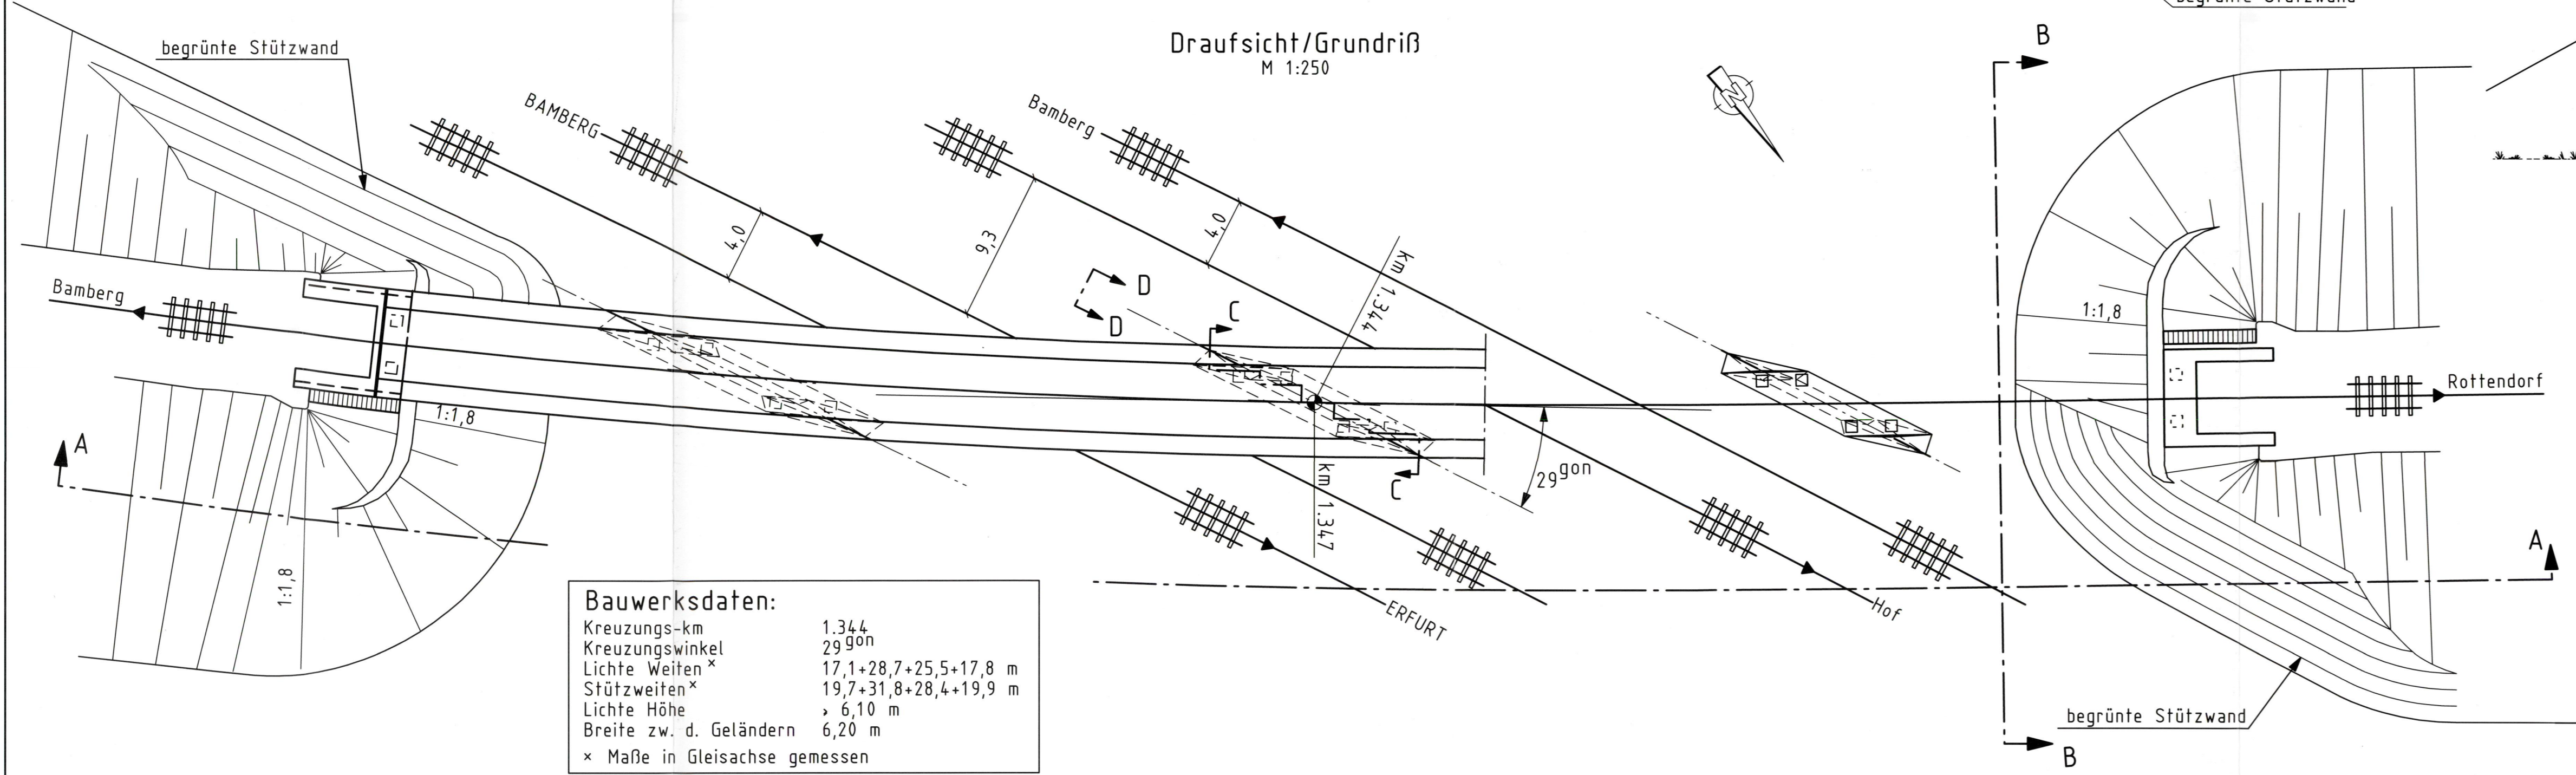 begrünte Stützwand
Draufsicht/Grundriß
M 1:250
begrünte Stützwand
B
N
BAMBERG
Bamberg
4,0
9,3
4,0
km 1.344
D
D
C
Bamberg
1:1,8
Rottendorf
1:1,8
A
C
29gon
km 1.347
1:1,8
A
ERFURT
Hof
Bauwerksdaten:
Kreuzungs-km 1.344
Kreuzungswinkel 29gon
Lichte Weiten× 17,1+28,7+25,5+17,8 m
Stützweiten× 19,7+31,8+28,4+19,9 m
Lichte Höhe 6,10 m
Breite zw. d. Geländern 6,20 m
× Maße in Gleisachse gemessen
begrünte Stützwand
B